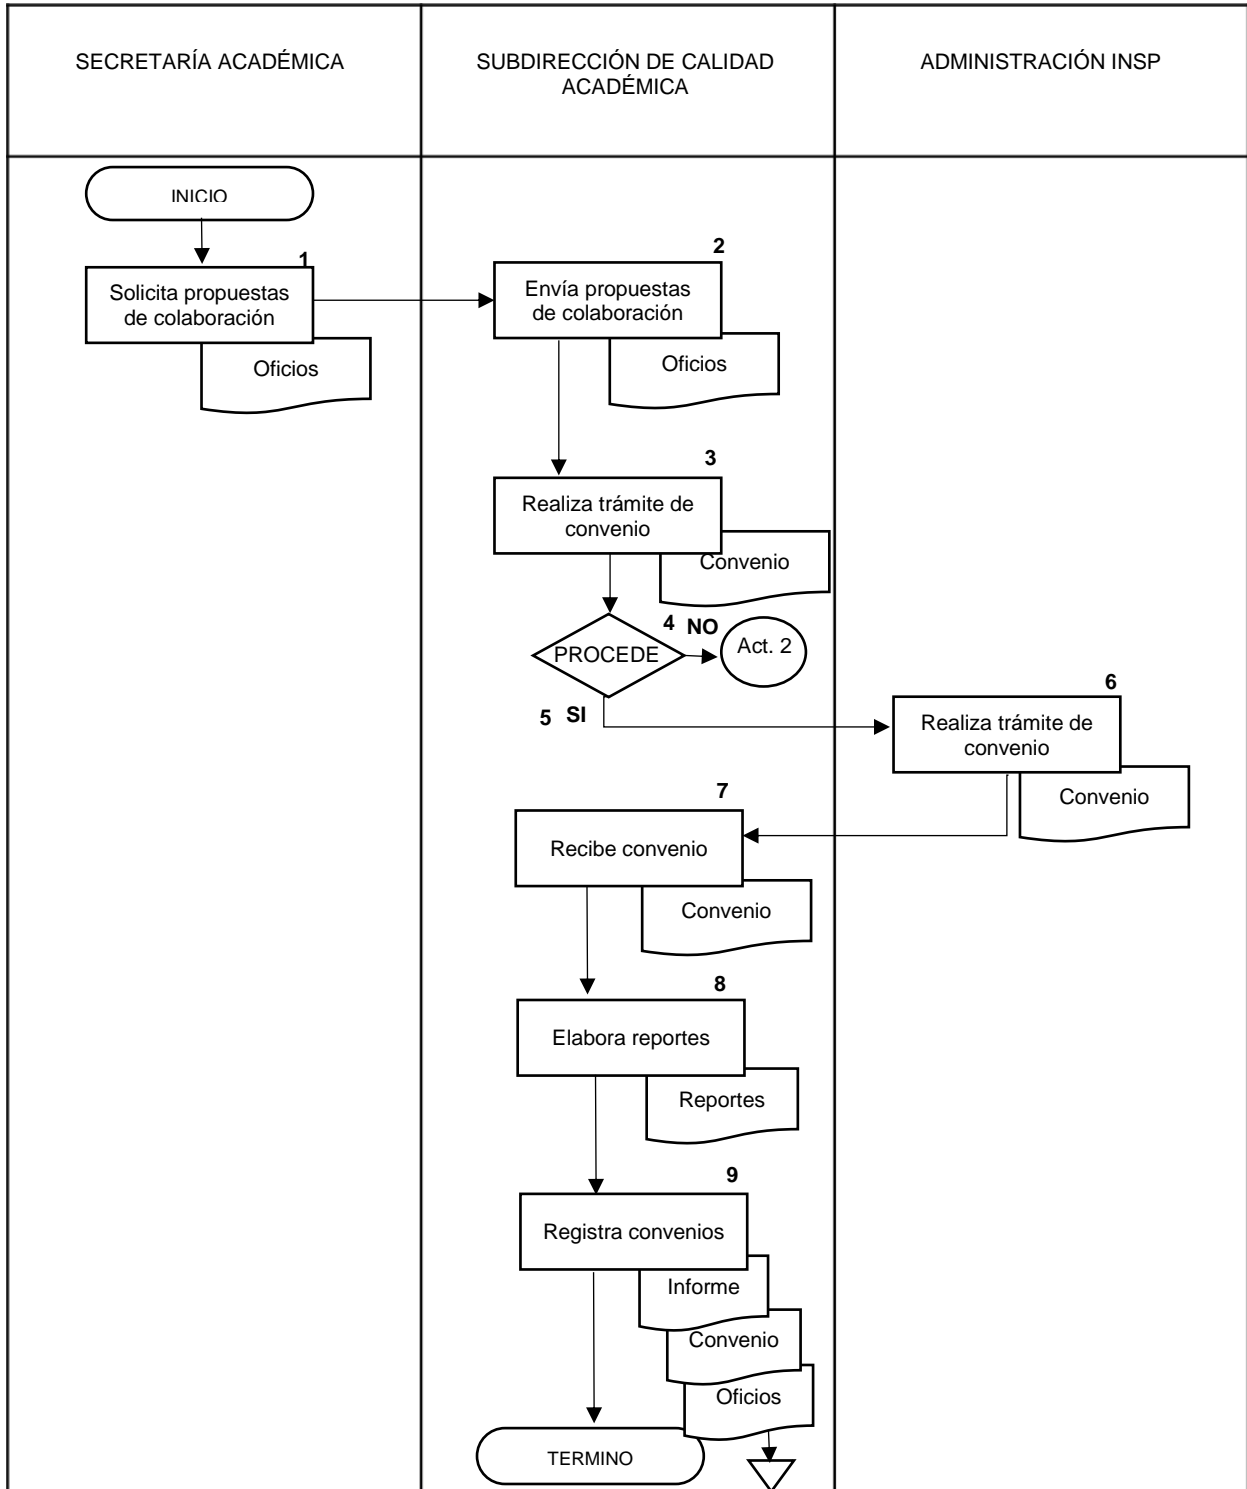 SECRETARÍA ACADÉMICA
SUBDIRECCIÓN DE CALIDAD
ACADÉMICA
ADMINISTRACIÓN INSP
INICIO
1
Solicita propuestas
de colaboración
Oficios
2
Envía propuestas
de colaboración
Oficios
3
Realiza trámite de
convenio
Convenio
4 NO
PROCEDE
Act. 2
5 SI
6
Realiza trámite de
convenio
Convenio
7
Recibe convenio
Convenio
8
Elabora reportes
Reportes
9
Registra convenios
Informe
Convenio
Oficios
TERMINO